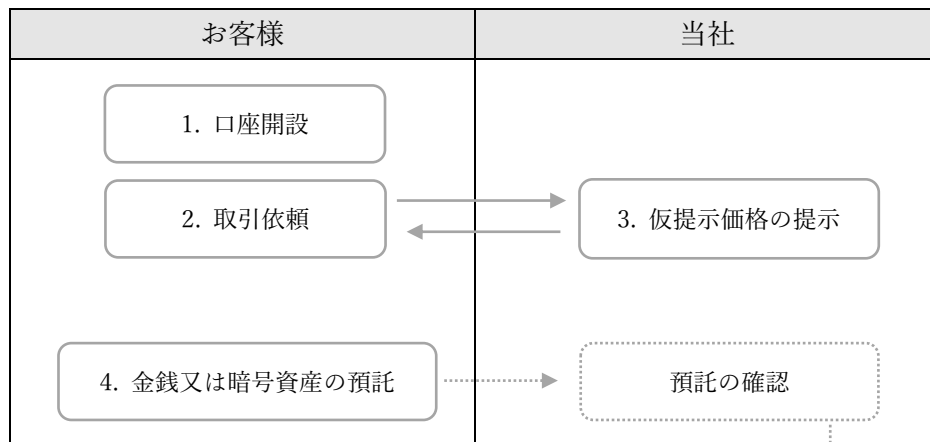 お客様
当社
1. 口座開設
2. 取引依頼
3. 仮提示価格の提示
4. 金銭又は暗号資産の預託
預託の確認